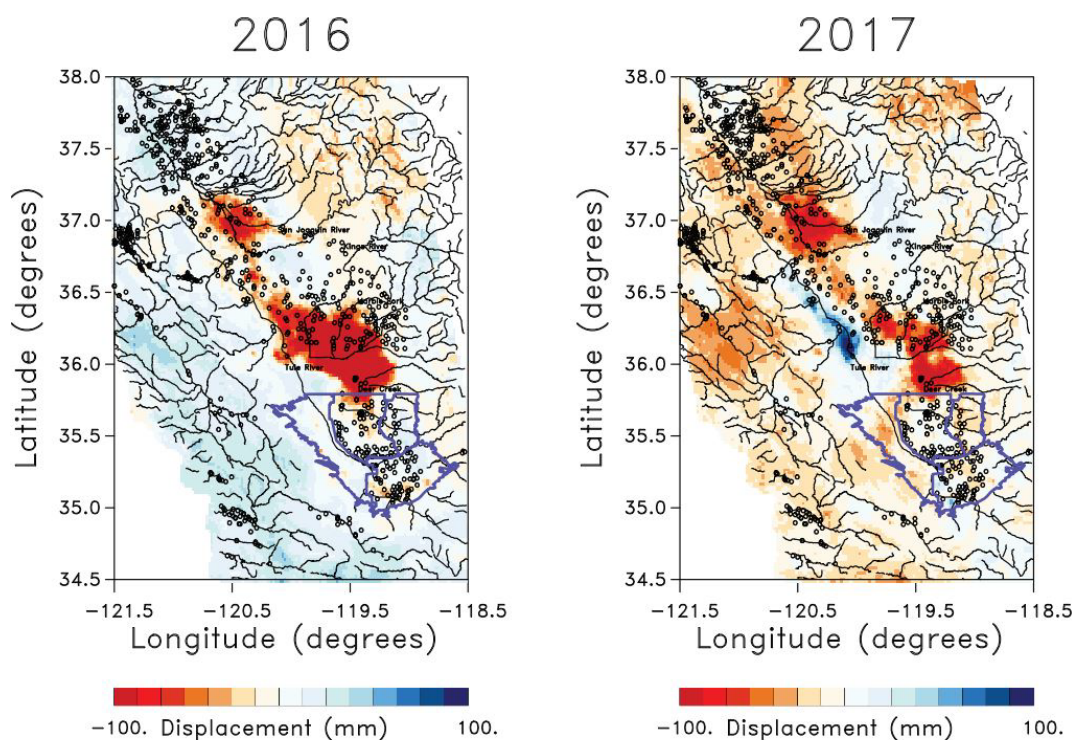 2016
38.0
37.5
37.0
36.5
36.0
35.5
35.0
34.5
Latitude (degrees)
San Joaquin River
Kings River
Tule River
Deer Creek
-121.5 -120.5 -119.5 -118.5
Longitude (degrees)
-100. Displacement (mm) 100.
2017
38.0
37.5
37.0
36.5
36.0
35.5
35.0
34.5
Latitude (degrees)
San Joaquin River
Kings River
Tule River
Deer Creek
-121.5 -120.5 -119.5 -118.5
Longitude (degrees)
-100. Displacement (mm) 100.